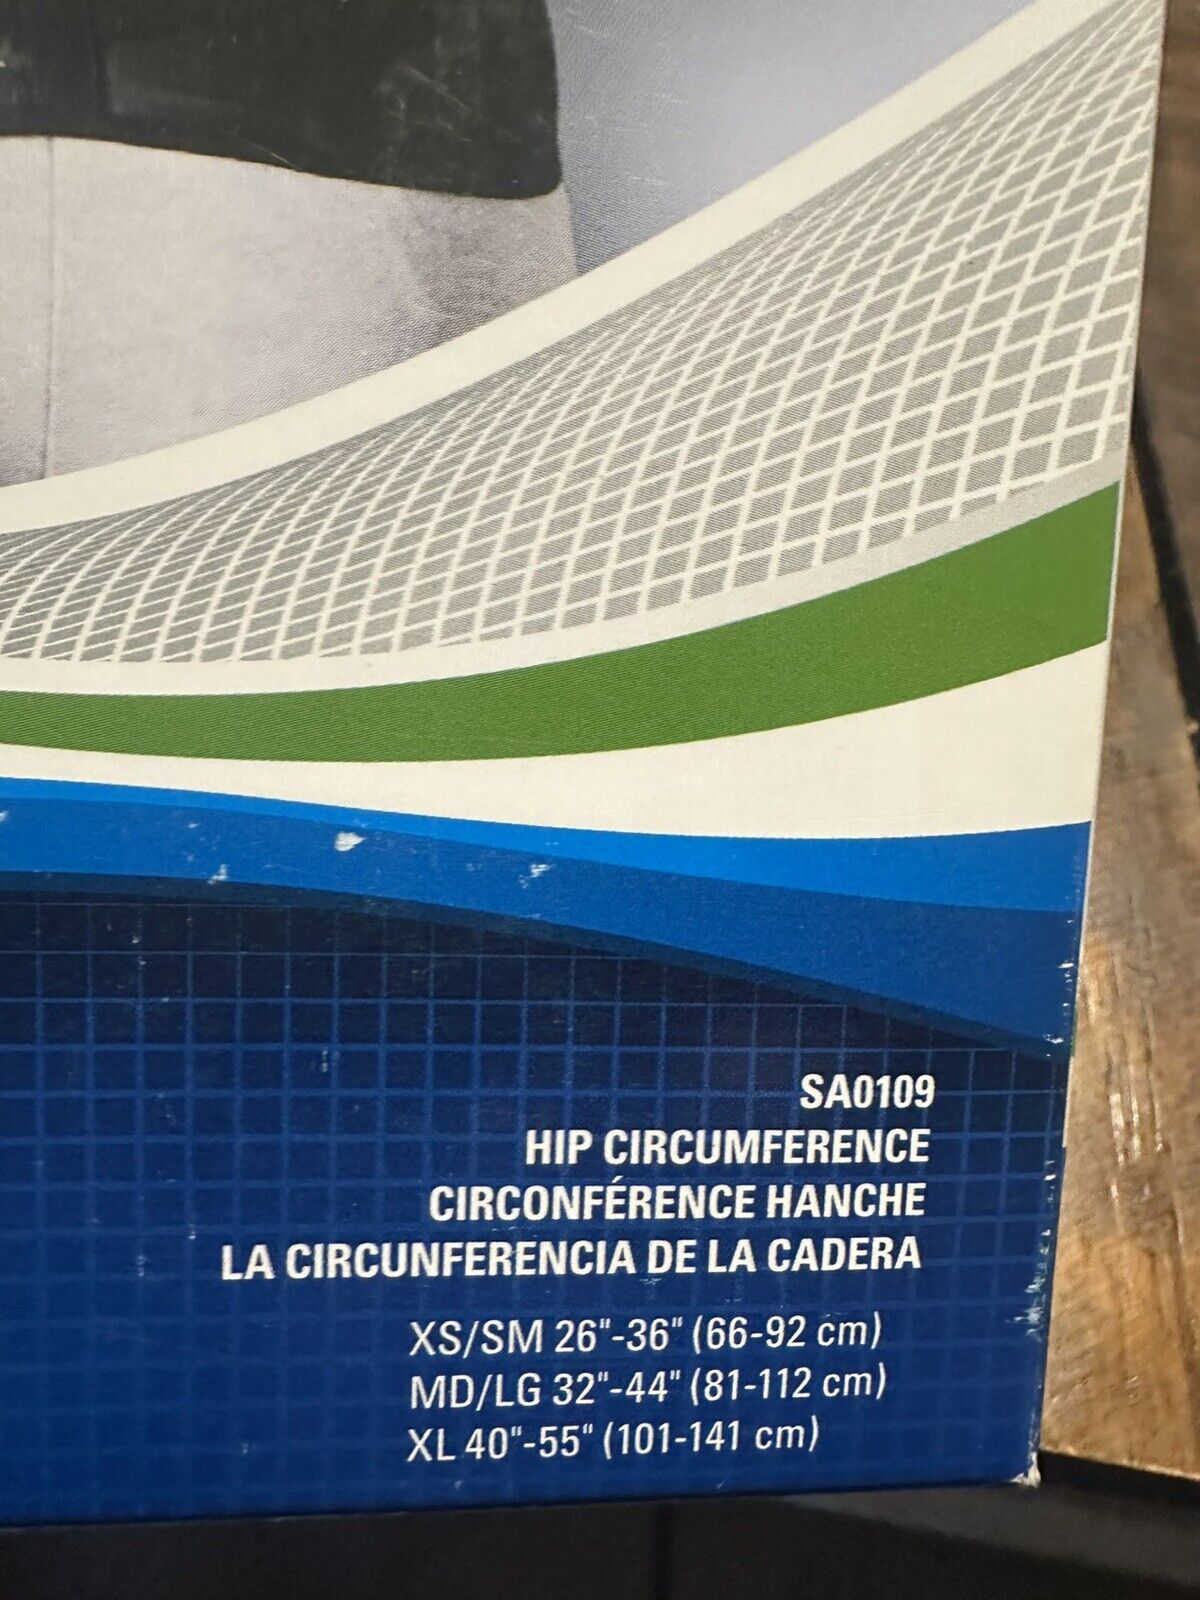 SA0109
HIP CIRCUMFERENCE
CIRCONFÉRENCE HANCHE
LA CIRCUNFERENCIA DE LA CADERA
XS/SM 26"-36" (66-92 cm)
MD/LG 32"-44" (81-112 cm)
XL 40"-55" (101-141 cm)